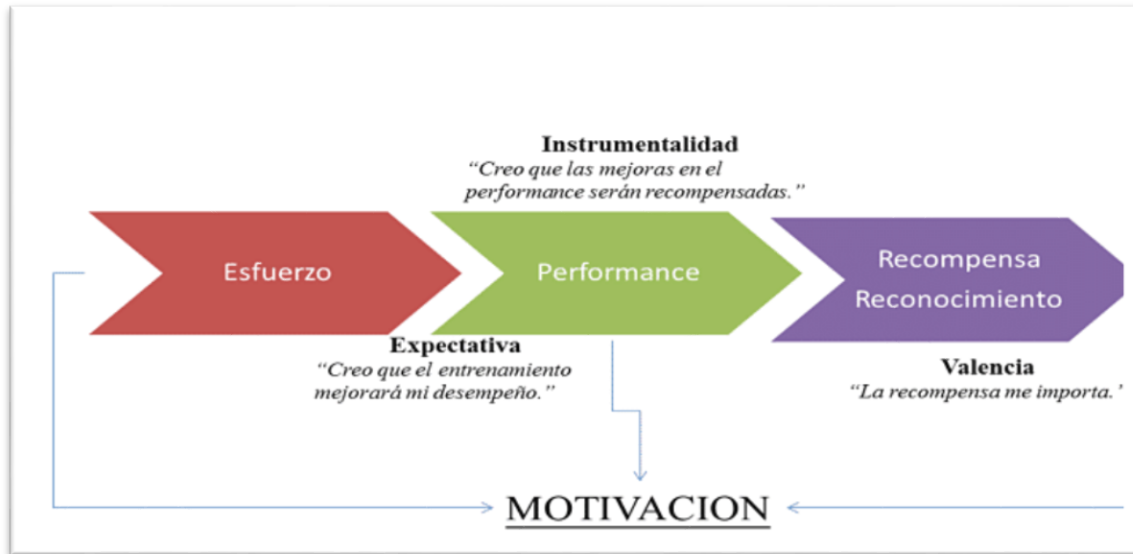 Instrumentalidad
“Creo que las mejoras en el
performance serán recompensadas.”
Esfuerzo
Performance
Recompensa
Reconocimiento
Expectativa
“Creo que el entrenamiento
mejorará mi desempeño.”
Valencia
“La recompensa me importa.’
MOTIVACION